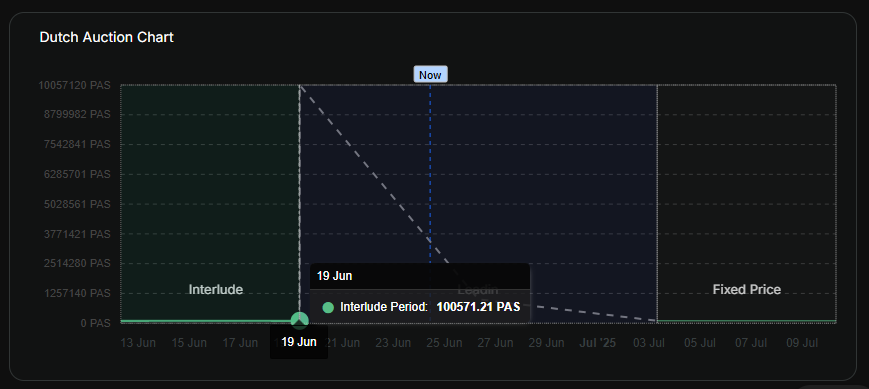 Dutch Auction Chart
Now
10057120 PAS
8799982 PAS
7542841 PAS
6285701 PAS
5028561 PAS
3771421 PAS
2514280 PAS
1257140 PAS
0 PAS
Interlude
Leadin
Fixed Price
19 Jun
Interlude Period: 100571.21 PAS
13 Jun 15 Jun 17 Jun 19 Jun 21 Jun 23 Jun 25 Jun 27 Jun 29 Jun Jul '25 03 Jul 05 Jul 07 Jul 09 Jul